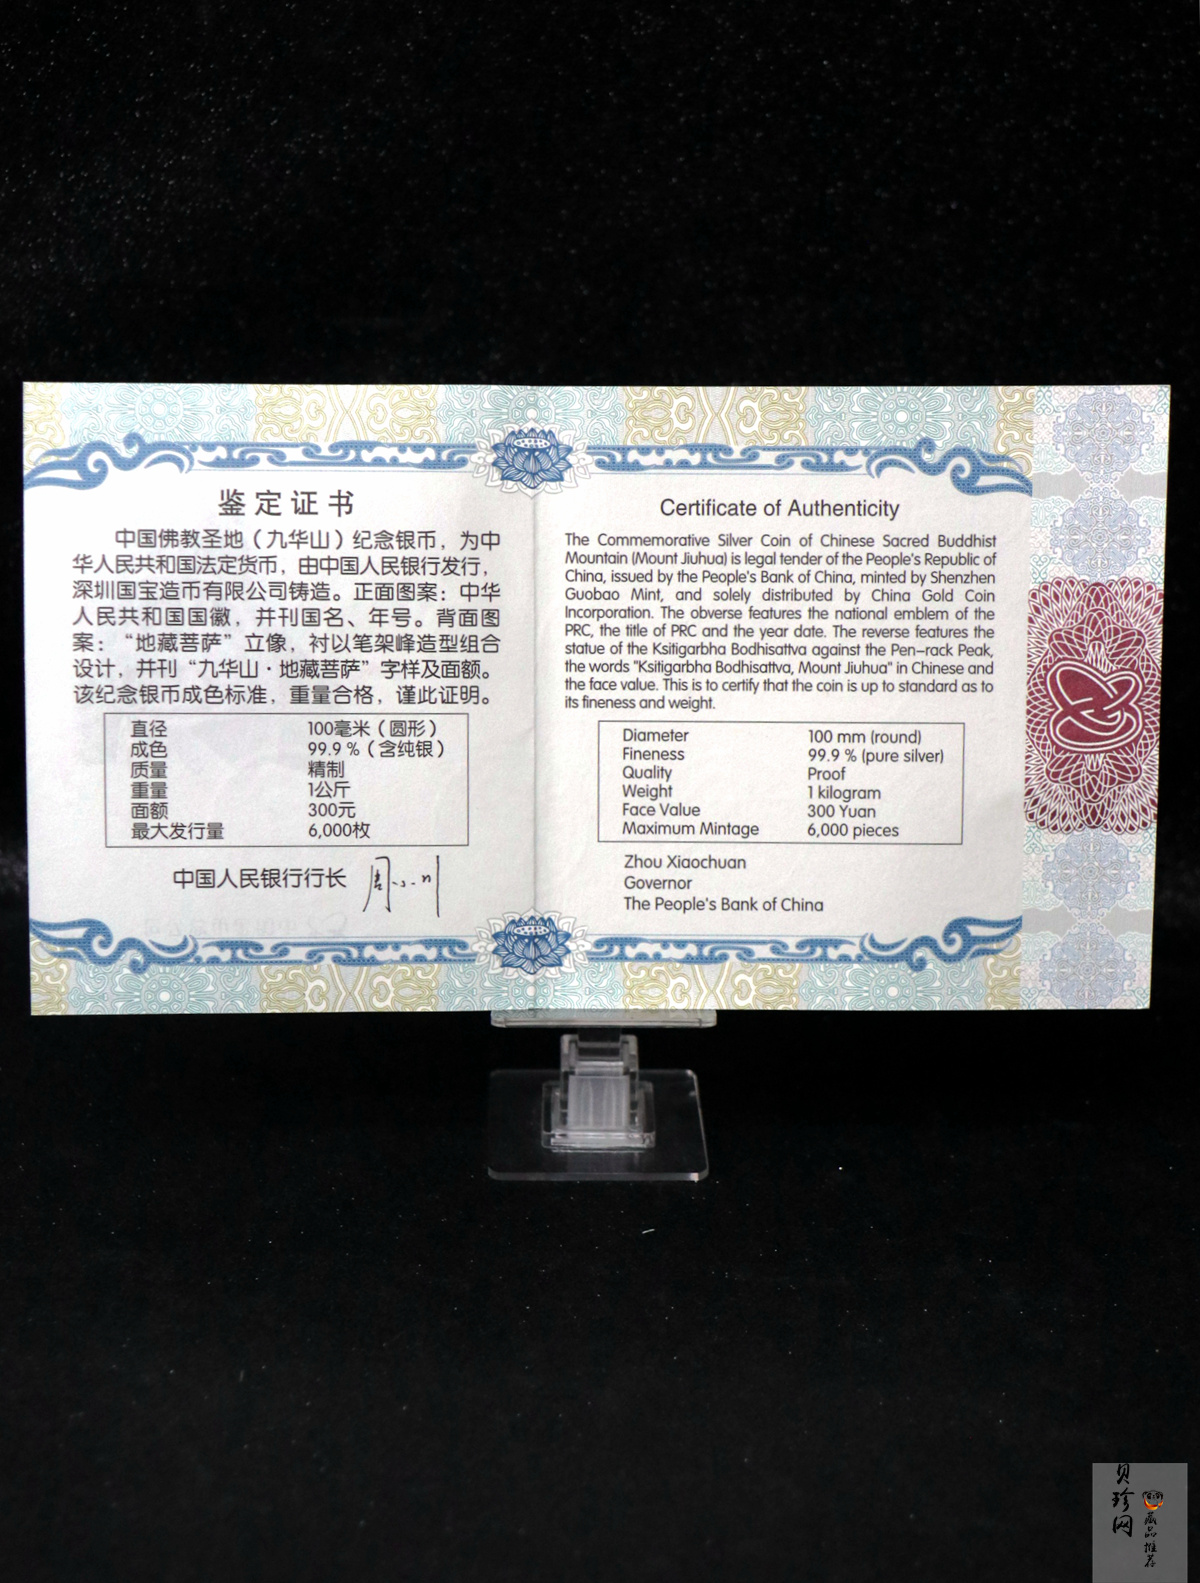 鉴定证书
中国佛教圣地（九华山）纪念银币，为中
华人民共和国法定货币，由中国人民银行发行，
深圳国宝造币有限公司铸造。正面图案：中华
人民共和国国徽，并刊国名、年号。背面图
案：“地藏菩萨”立像，衬以笔架峰造型组合
设计，并刊“九华山·地藏菩萨”字样及面额。
该纪念银币成色标准，重量合格，谨此证明。
直径 100毫米（圆形）
成色 99.9％（含纯银）
质量 精制
重量 1公斤
面额 300元
最大发行量 6,000枚
中国人民银行行长
Certificate of Authenticity
The Commemorative Silver Coin of Chinese Sacred Buddhist
Mountain (Mount Jiuhua) is legal tender of the People's Republic of
China, issued by the People's Bank of China, minted by Shenzhen
Guobao Mint, and solely distributed by China Gold Coin
Incorporation. The obverse features the national emblem of the
PRC, the title of PRC and the year date. The reverse features the
statue of the Ksitigarbha Bodhisattva against the Pen-rack Peak,
the words "Ksitigarbha Bodhisattva, Mount Jiuhua" in Chinese and
the face value. This is to certify that the coin is up to standard as to
its fineness and weight.
Diameter 100 mm (round)
Fineness 99.9 % (pure silver)
Quality Proof
Weight 1 kilogram
Face Value 300 Yuan
Maximum Mintage 6,000 pieces
Zhou Xiaochuan
Governor
The People's Bank of China
贝珍网
藏品推荐